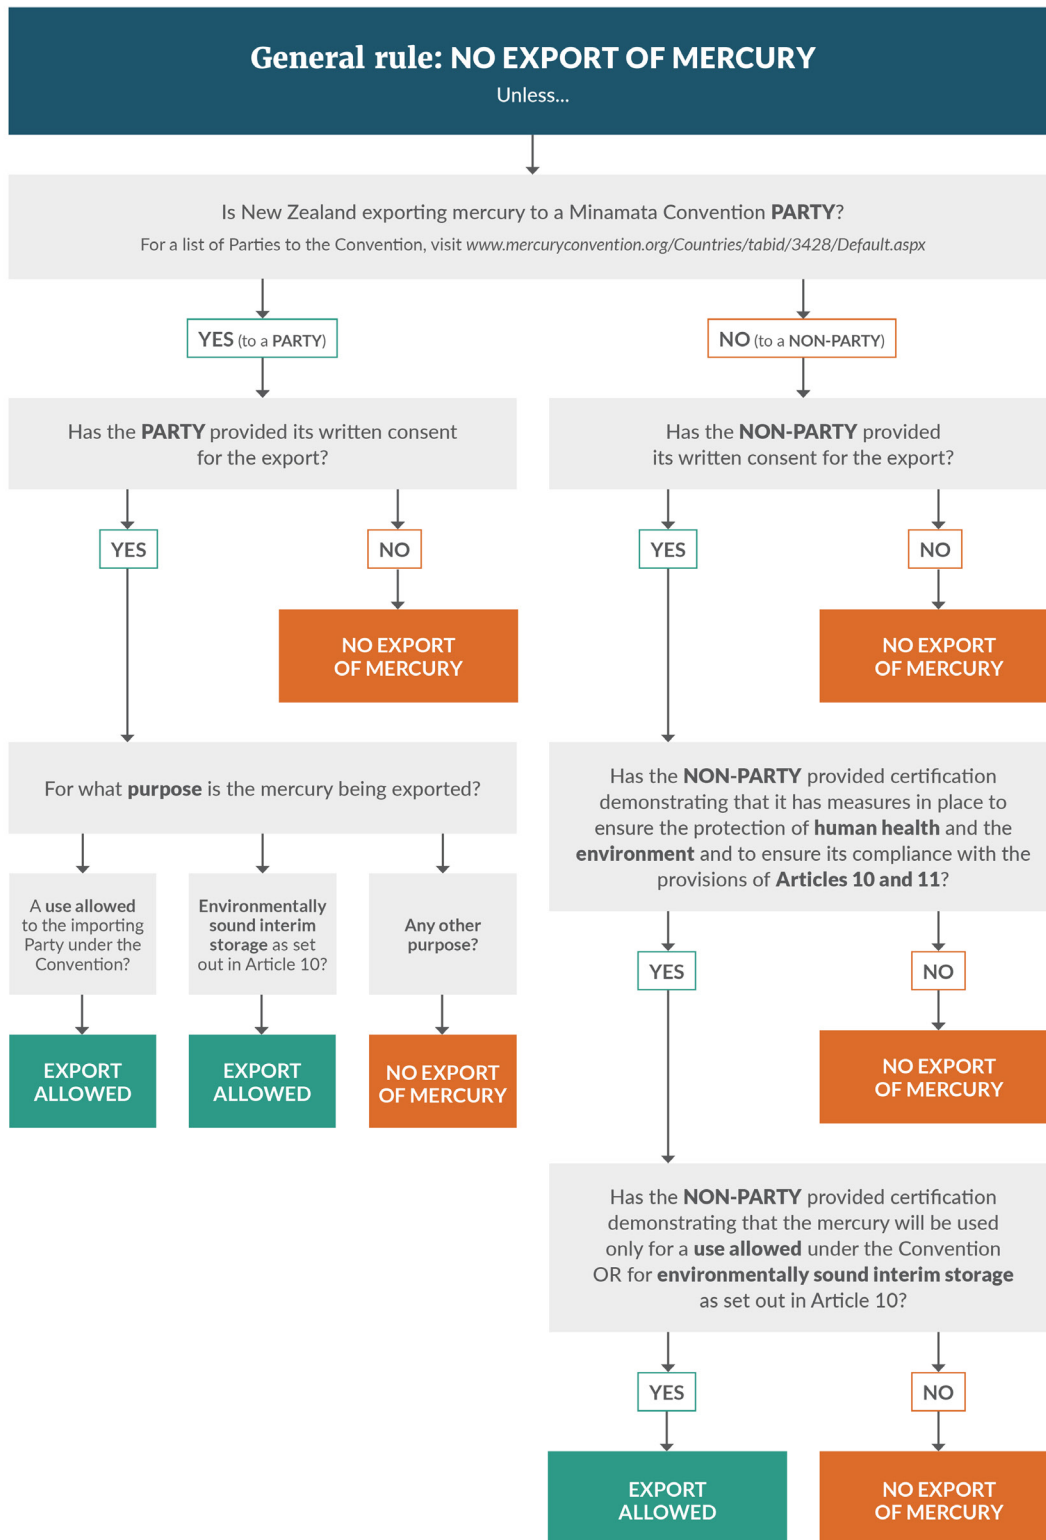 General rule: NO EXPORT OF MERCURY
Unless...
Is New Zealand exporting mercury to a Minamata Convention PARTY?
For a list of Parties to the Convention, visit www.mercuryconvention.org/Countries/tabid/3428/Default.aspx
YES (to a PARTY)
NO (to a NON-PARTY)
Has the PARTY provided its written consent
for the export?
Has the NON-PARTY provided
its written consent for the export?
YES
NO
YES
NO
NO EXPORT
OF MERCURY
NO EXPORT
OF MERCURY
For what purpose is the mercury being exported?
Has the NON-PARTY provided certification
demonstrating that it has measures in place to
ensure the protection of human health and the
environment and to ensure its compliance with the
provisions of Articles 10 and 11?
A use allowed
to the importing
Party under the
Convention?
Environmentally
sound interim
storage as set
out in Article 10?
Any other
purpose?
YES
NO
EXPORT
ALLOWED
EXPORT
ALLOWED
NO EXPORT
OF MERCURY
NO EXPORT
OF MERCURY
Has the NON-PARTY provided certification
demonstrating that the mercury will be used
only for a use allowed under the Convention
OR for environmentally sound interim storage
as set out in Article 10?
YES
NO
EXPORT
ALLOWED
NO EXPORT
OF MERCURY